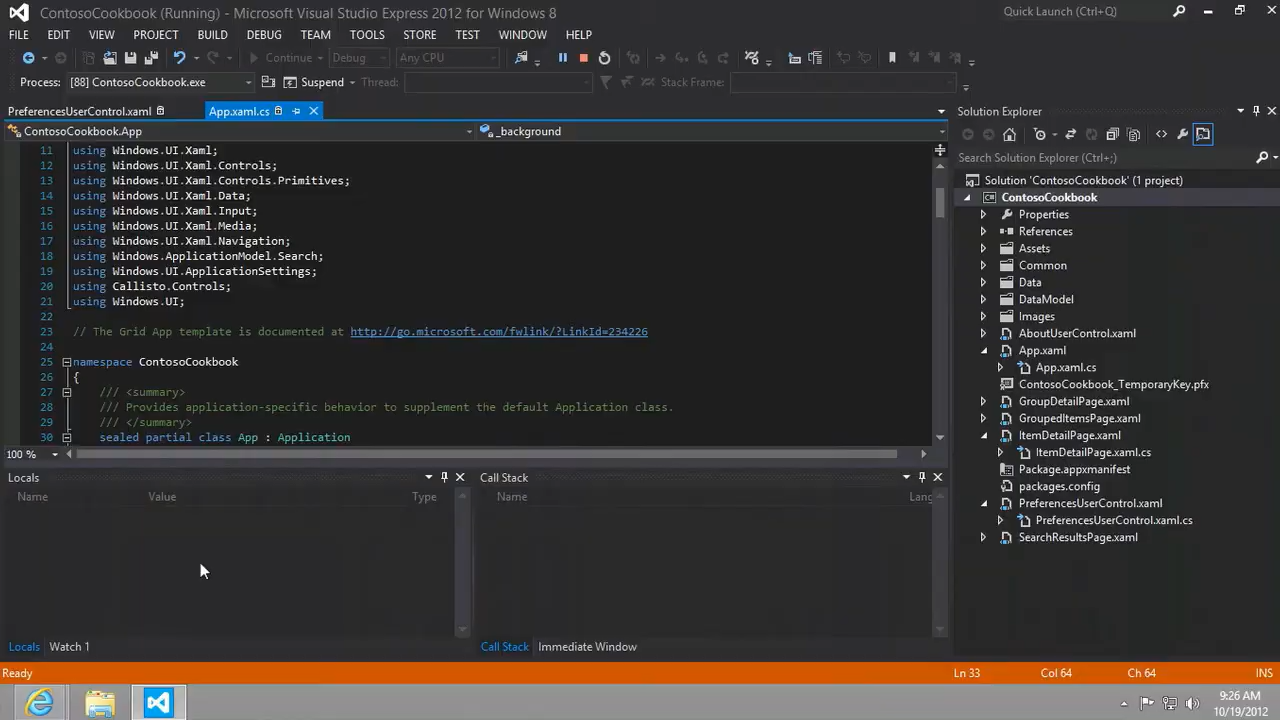 ContosoCookbook (Running) - Microsoft Visual Studio Express 2012 for Windows 8
Quick Launch (Ctrl+Q)
FILE EDIT VIEW PROJECT BUILD DEBUG TEAM TOOLS STORE TEST WINDOW HELP
Continue Debug Any CPU
Process: [88] ContosoCookbook.exe Suspend Thread: Stack Frame:
PreferencesUserControl.xaml App.xaml.cs
ContosoCookbook.App _background
11 using Windows.UI.Xaml;
12 using Windows.UI.Xaml.Controls;
13 using Windows.UI.Xaml.Controls.Primitives;
14 using Windows.UI.Xaml.Data;
15 using Windows.UI.Xaml.Input;
16 using Windows.UI.Xaml.Media;
17 using Windows.UI.Xaml.Navigation;
18 using Windows.ApplicationModel.Search;
19 using Windows.UI.ApplicationSettings;
20 using Callisto.Controls;
21 using Windows.UI;
22
23 // The Grid App template is documented at http://go.microsoft.com/fwlink/?LinkId=234226
24
25 namespace ContosoCookbook
26 {
27 /// <summary>
28 /// Provides application-specific behavior to supplement the default Application class.
29 /// </summary>
30 sealed partial class App : Application
100 %
Locals
Name Value Type
Locals Watch 1
Call Stack
Name Lang
Call Stack Immediate Window
Solution Explorer
Search Solution Explorer (Ctrl+;)
Solution 'ContosoCookbook' (1 project)
ContosoCookbook
Properties
References
Assets
Common
Data
DataModel
Images
AboutUserControl.xaml
App.xaml
App.xaml.cs
ContosoCookbook_TemporaryKey.pfx
GroupDetailPage.xaml
GroupedItemsPage.xaml
ItemDetailPage.xaml
ItemDetailPage.xaml.cs
Package.appxmanifest
packages.config
PreferencesUserControl.xaml
PreferencesUserControl.xaml.cs
SearchResultsPage.xaml
Ready Ln 33 Col 64 Ch 64 INS
9:26 AM
10/19/2012